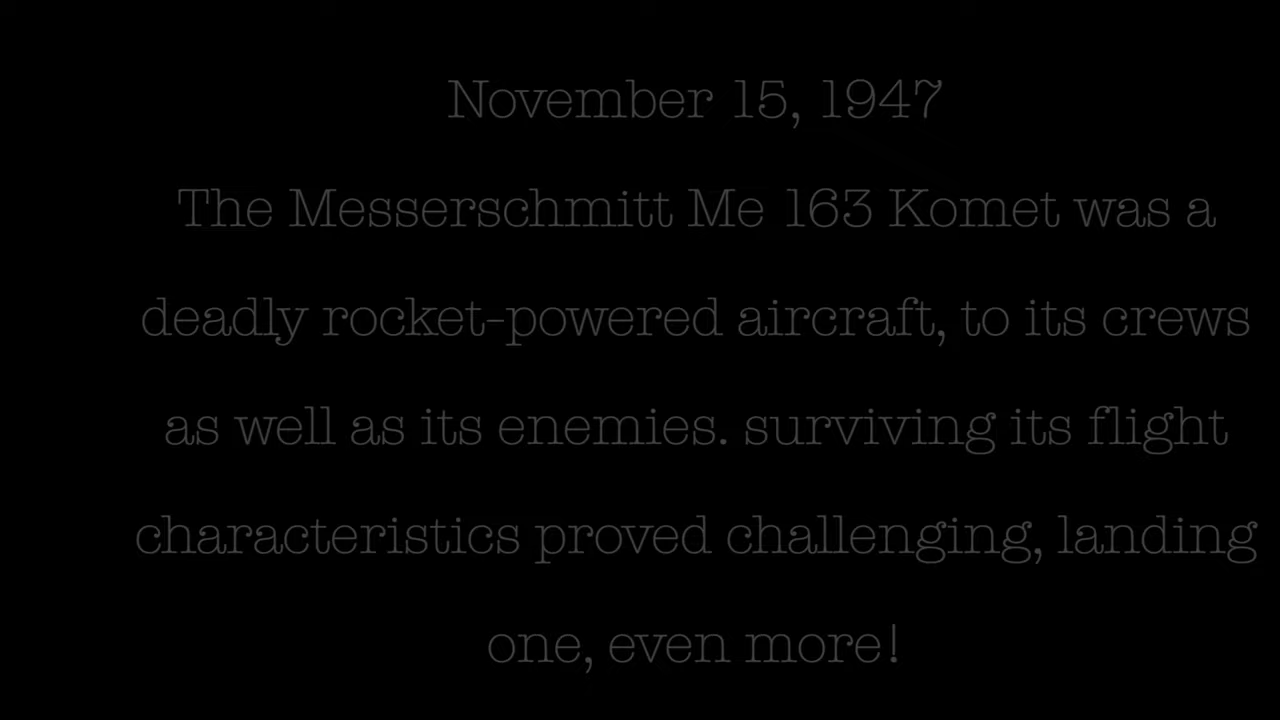 November 15, 1947
The Messerschmitt Me 163 Komet was a
deadly rocket-powered aircraft, to its crews
as well as its enemies. surviving its flight
characteristics proved challenging, landing
one, even more!